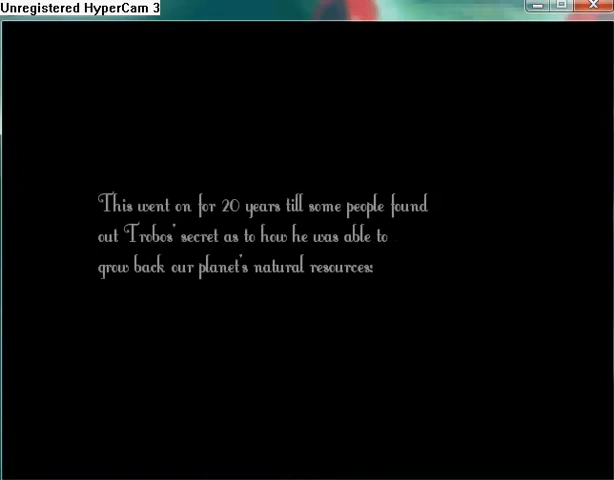 Unregistered HyperCam 3
This went on for 20 years till some people found
out Trobos' secret as to how he was able to
grow back our planet's natural resources: